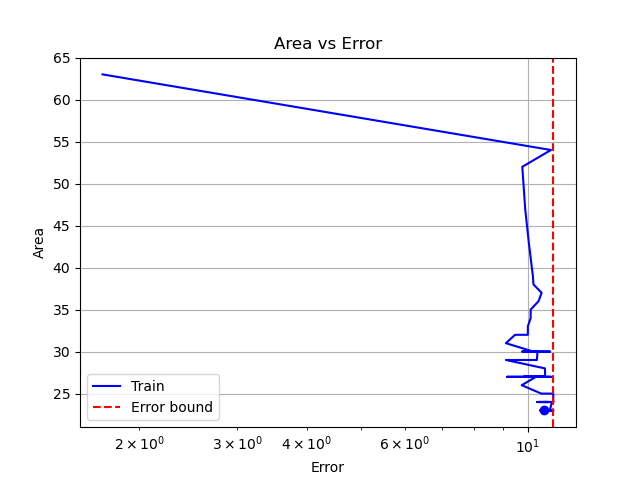 Area vs Error
65
60
55
50
45
40
35
30
25
Area
Train
Error bound
2 × 10⁰
3 × 10⁰
4 × 10⁰
6 × 10⁰
10¹
Error